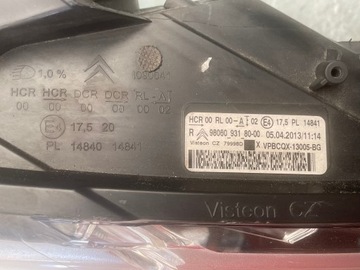 1,0 %
HCR HCR DCR DCR RL-A
00 00 00 00 00 02
E4 17,5 20
PL 14840 14841
HCR 00 RL 00-A 02 E4 17,5 PL 14841
R 98060 931 80-00 05.04.2013/11:14
Visteon CZ 79998D X VPBCQX-13005-BG
Visteon CZ